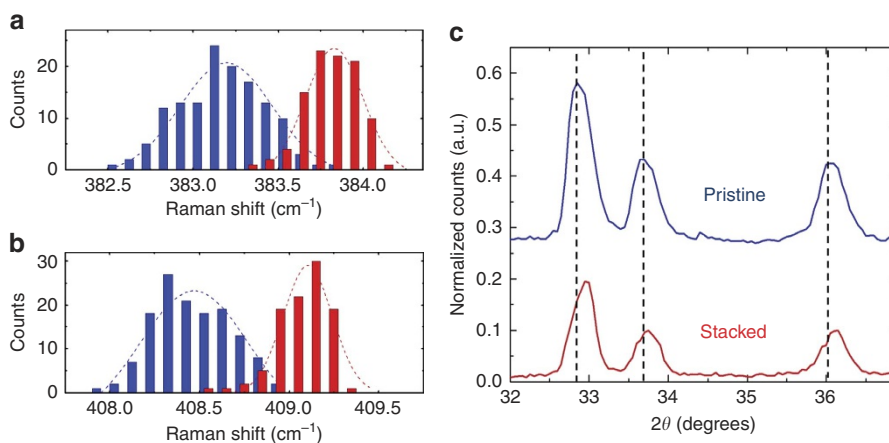 a
20
10
0
Counts
382.5 383.0 383.5 384.0
Raman shift (cm⁻¹)
b
30
20
10
0
Counts
408.0 408.5 409.0 409.5
Raman shift (cm⁻¹)
c
0.6
0.5
0.4
0.3
0.2
0.1
0.0
Normalized counts (a.u.)
Pristine
Stacked
32 33 34 35 36
2θ (degrees)